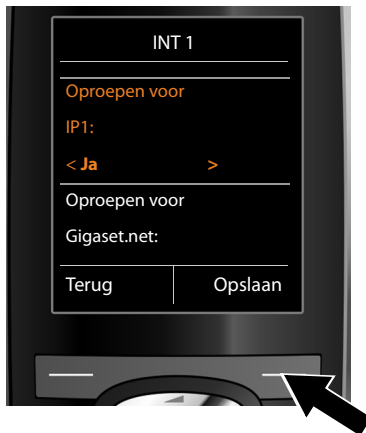 INT 1
Oproepen voor
IP1:
< Ja >
Oproepen voor
Gigaset.net:
Terug Opslaan